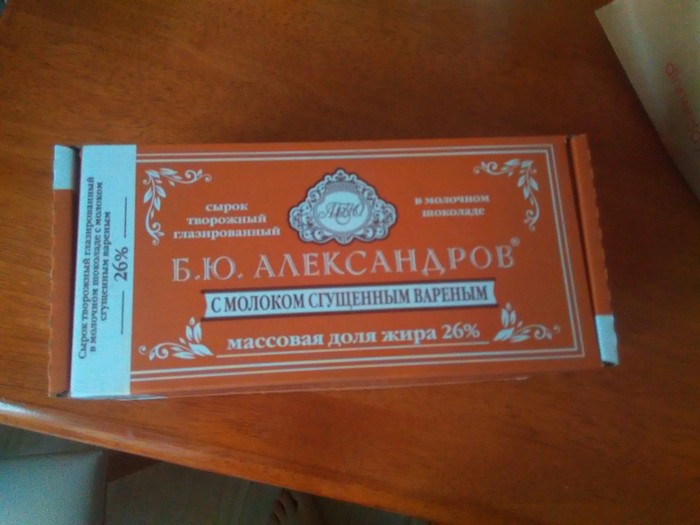 Сырок творожный глазированный
в молочном шоколаде с молоком
сгущенным вареным
26%
сырок
творожный
глазированный
в молочном
шоколаде
Б.Ю. АЛЕКСАНДРОВ®
С МОЛОКОМ СГУЩЕННЫМ ВАРЕНЫМ
массовая доля жира 26%